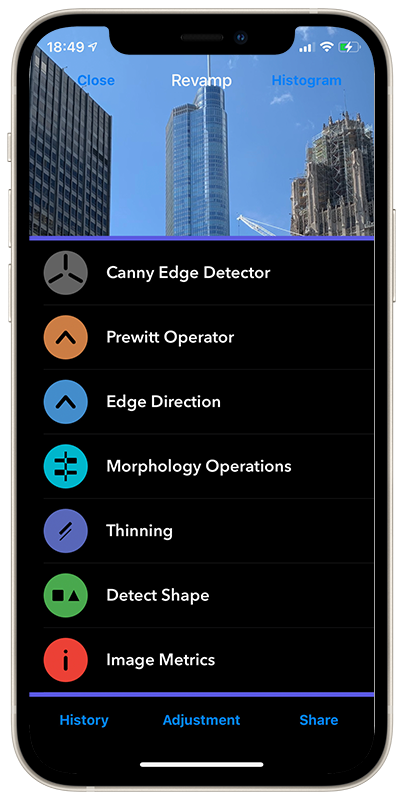 18:49
Close Revamp Histogram
Canny Edge Detector
Prewitt Operator
Edge Direction
Morphology Operations
Thinning
Detect Shape
Image Metrics
History Adjustment Share